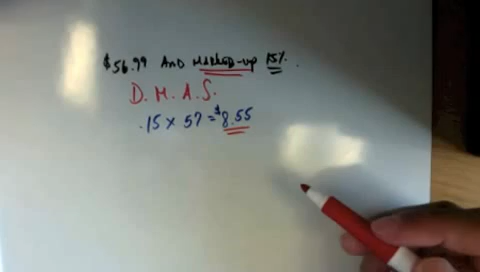 $56.99 AND MARKED-UP 15%.
D. M. A. S.
.15 x 57 = $8.55